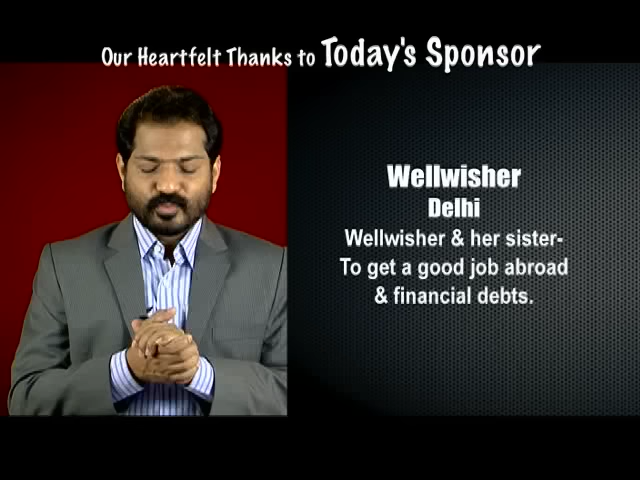 Our Heartfelt Thanks to Today's Sponsor
Wellwisher
Delhi
Wellwisher & her sister-
To get a good job abroad
& financial debts.